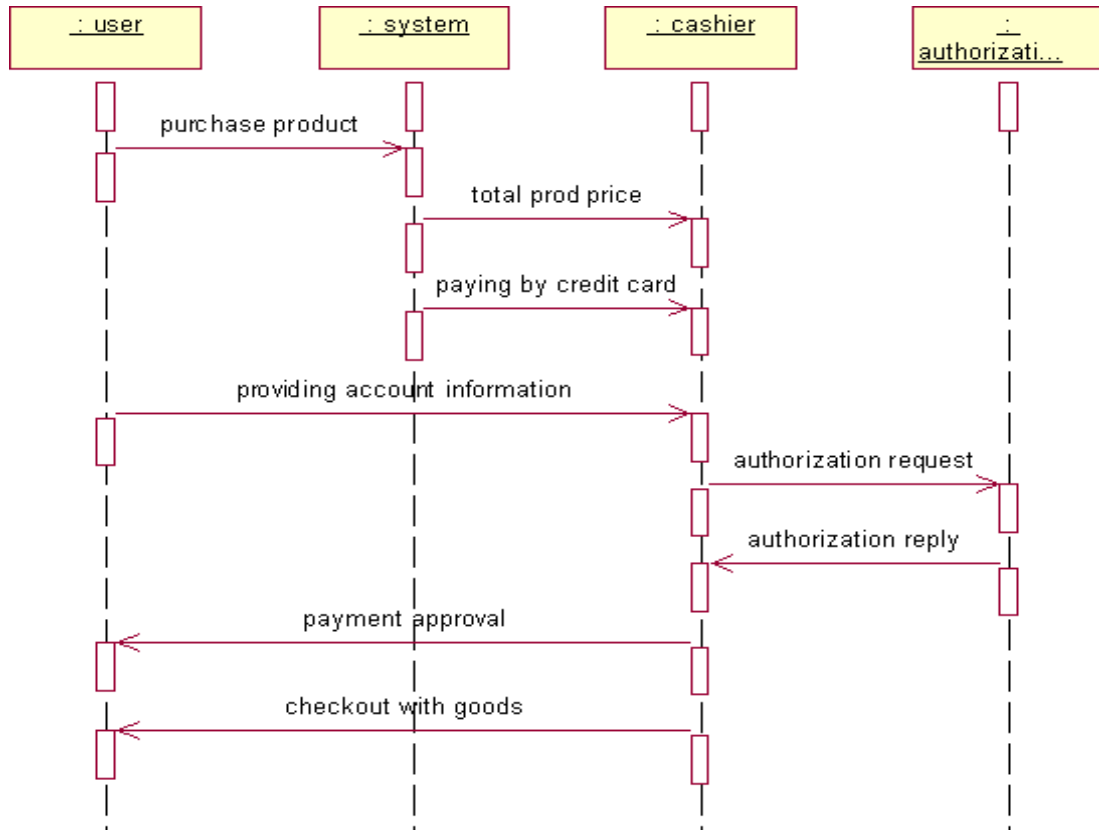 : user
: system
: cashier
:
authorizati...
purchase product
total prod price
paying by credit card
providing account information
authorization request
authorization reply
payment approval
checkout with goods